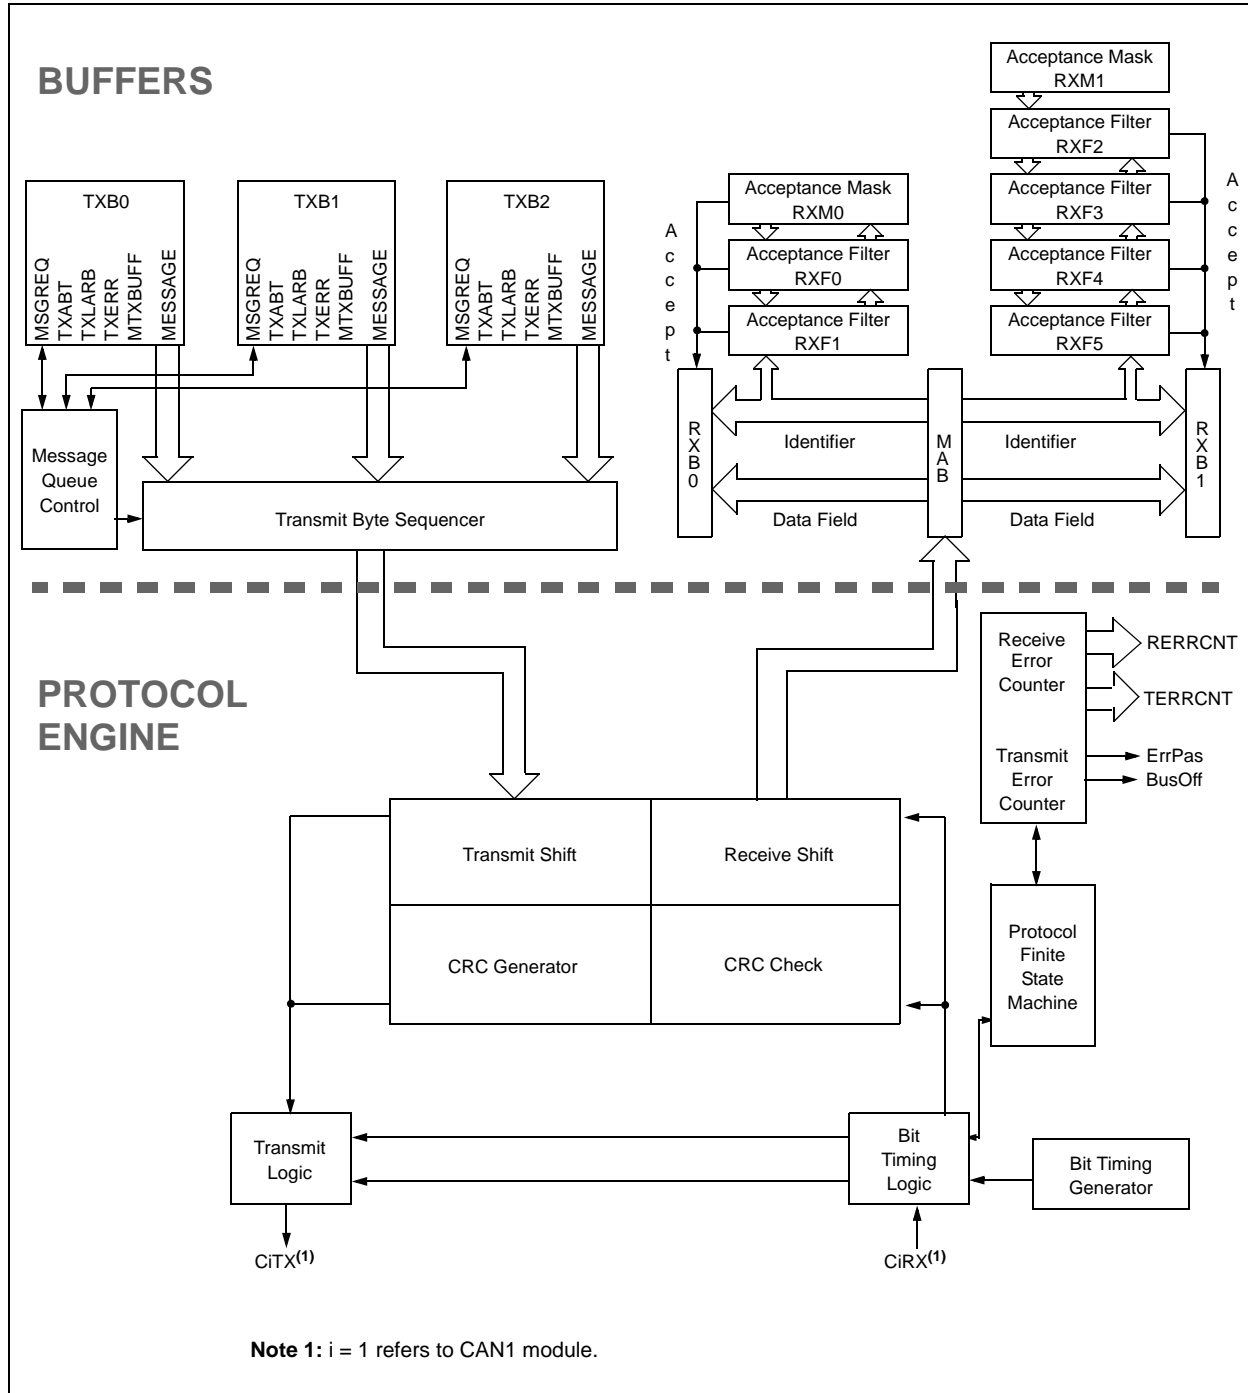 BUFFERS
Acceptance Mask
RXM1
Acceptance Filter
RXF2
Acceptance Filter
RXF3
Acceptance Filter
RXF4
Acceptance Filter
RXF5
Accept
Acceptance Mask
RXM0
Acceptance Filter
RXF0
Acceptance Filter
RXF1
Accept
TXB0
MSGREQ
TXABT
TXLARB
TXERR
MTXBUFF
MESSAGE
TXB1
MSGREQ
TXABT
TXLARB
TXERR
MTXBUFF
MESSAGE
TXB2
MSGREQ
TXABT
TXLARB
TXERR
MTXBUFF
MESSAGE
Message
Queue
Control
Transmit Byte Sequencer
RXB0
Identifier
Data Field
MAB
Identifier
Data Field
RXB1
PROTOCOL
ENGINE
Receive
Error
Counter
Transmit
Error
Counter
RERRCNT
TERRCNT
ErrPas
BusOff
Transmit Shift
Receive Shift
CRC Generator
CRC Check
Protocol
Finite
State
Machine
Transmit
Logic
Bit
Timing
Logic
Bit Timing
Generator
CiTX(1)
CiRX(1)
Note 1: i = 1 refers to CAN1 module.